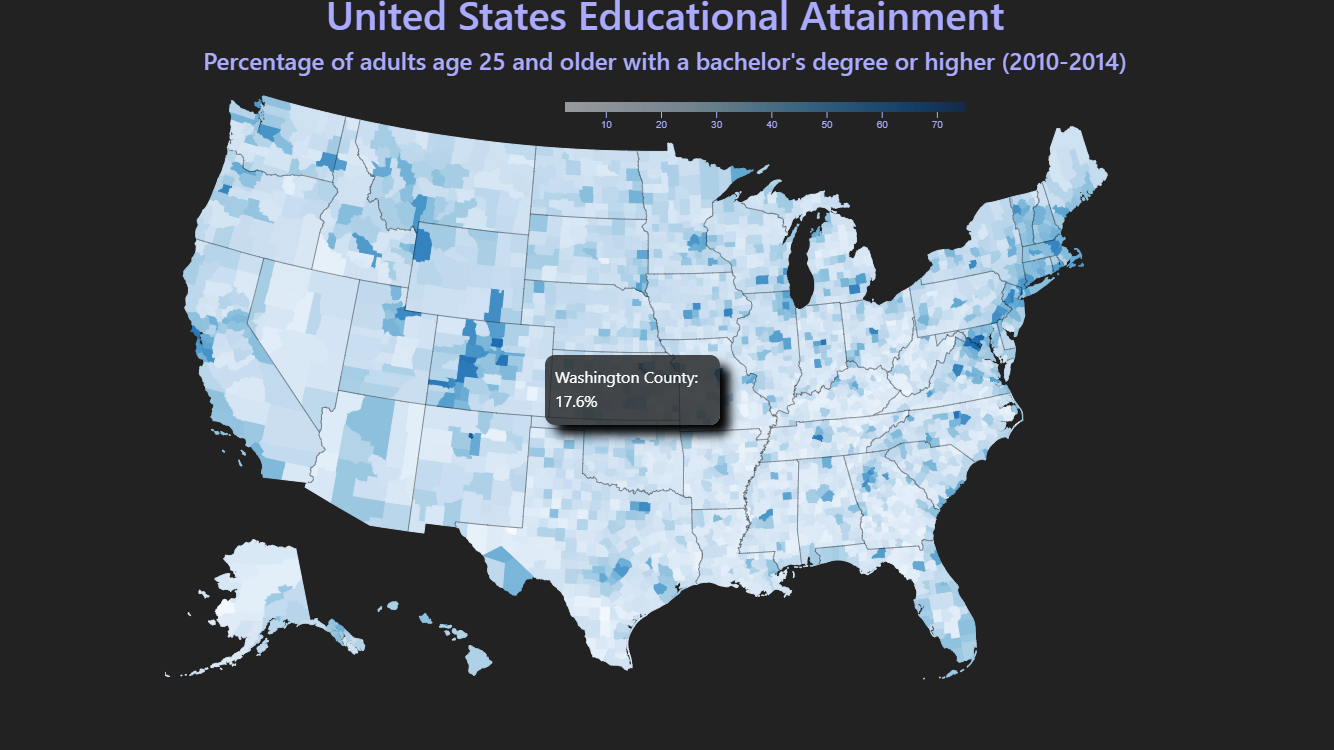 United States Educational Attainment
Percentage of adults age 25 and older with a bachelor's degree or higher (2010-2014)
10 20 30 40 50 60 70
Washington County:
17.6%